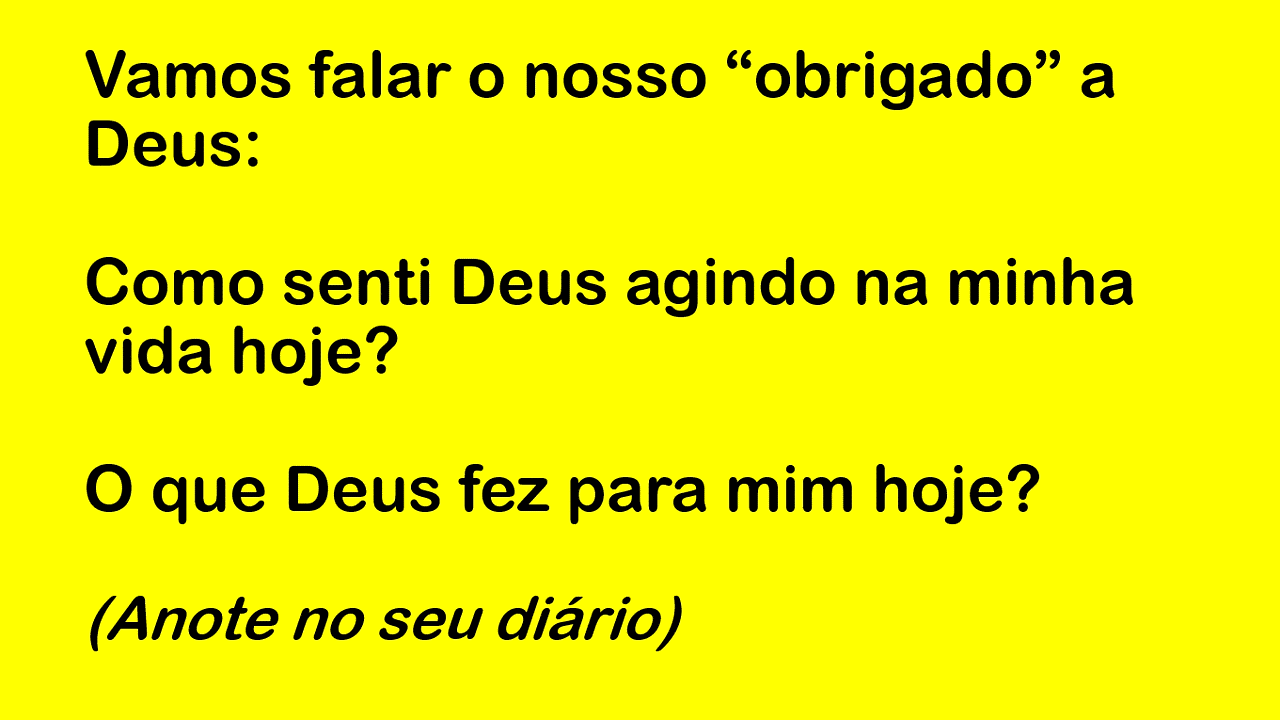 Vamos falar o nosso “obrigado” a
Deus:
Como senti Deus agindo na minha
vida hoje?
O que Deus fez para mim hoje?
(Anote no seu diário)